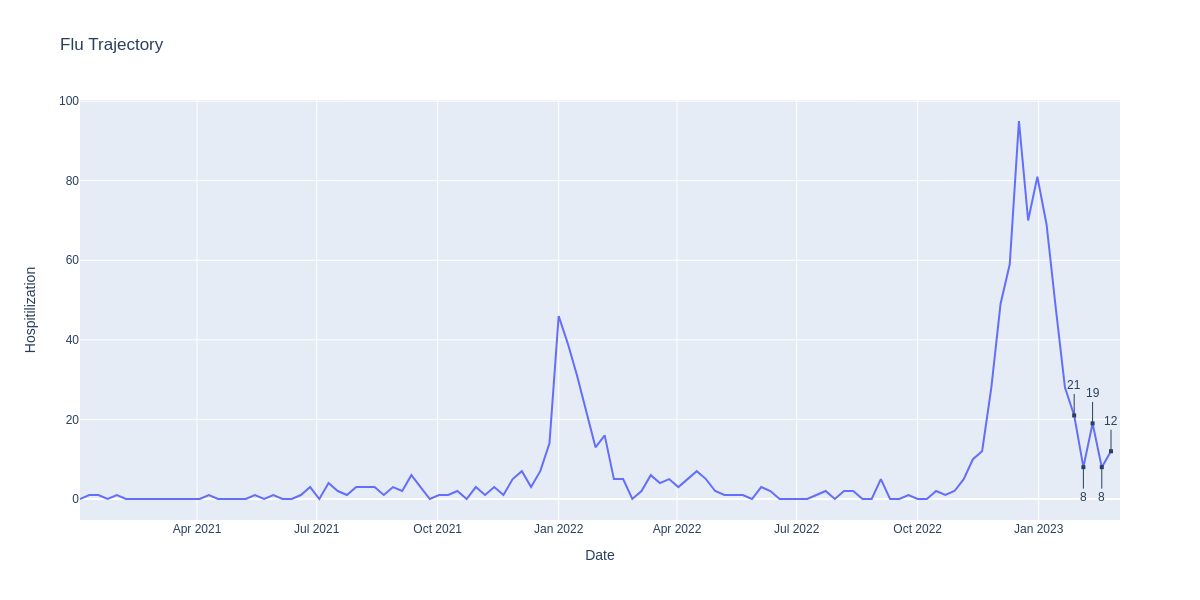 Flu Trajectory
100
80
60
40
20
0
Hospitilization
21
19
12
8
8
Apr 2021
Jul 2021
Oct 2021
Jan 2022
Apr 2022
Jul 2022
Oct 2022
Jan 2023
Date